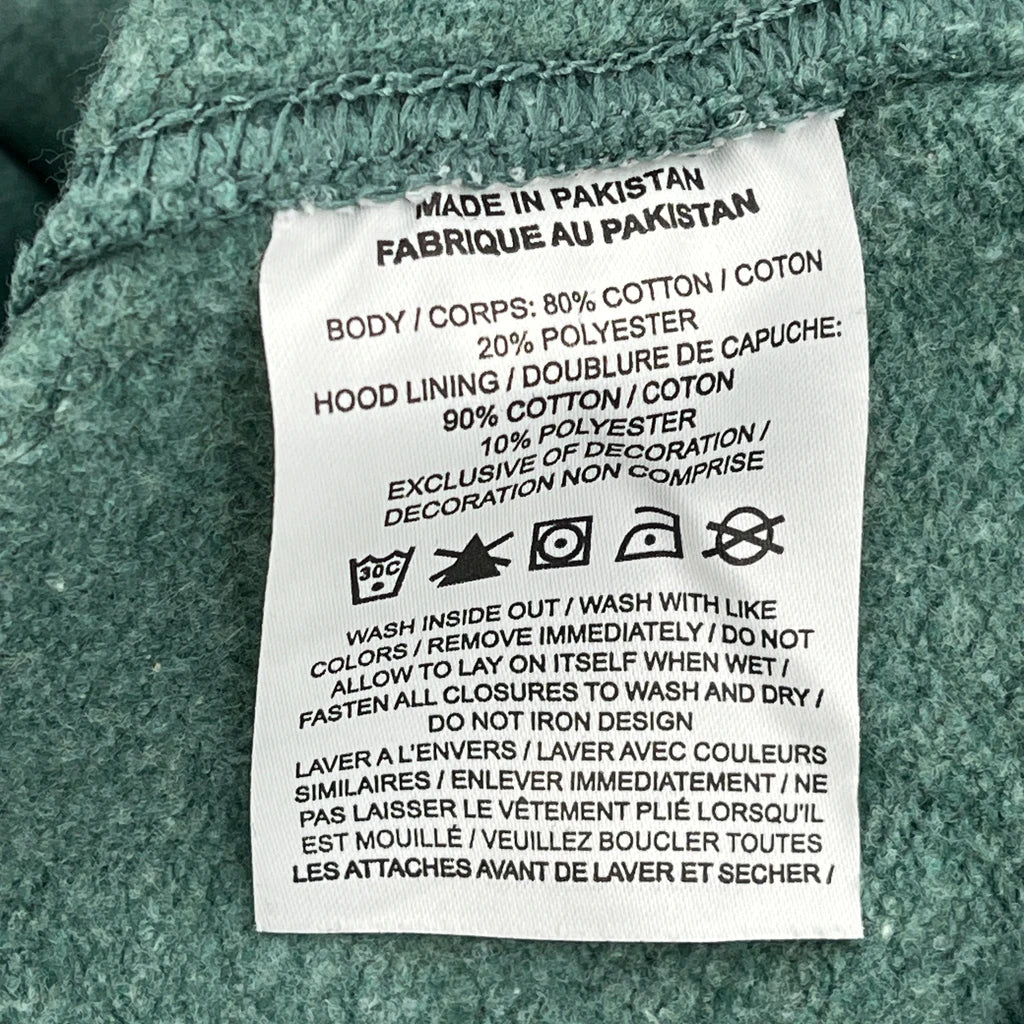 MADE IN PAKISTAN
FABRIQUE AU PAKISTAN
BODY / CORPS: 80% COTTON / COTON
20% POLYESTER
HOOD LINING / DOUBLURE DE CAPUCHE:
90% COTTON / COTON
10% POLYESTER
EXCLUSIVE OF DECORATION /
DECORATION NON COMPRISE
30C
WASH INSIDE OUT / WASH WITH LIKE
COLORS / REMOVE IMMEDIATELY / DO NOT
ALLOW TO LAY ON ITSELF WHEN WET /
FASTEN ALL CLOSURES TO WASH AND DRY /
DO NOT IRON DESIGN
LAVER A L'ENVERS / LAVER AVEC COULEURS
SIMILAIRES / ENLEVER IMMEDIATEMENT / NE
PAS LAISSER LE VÊTEMENT PLIÉ LORSQU'IL
EST MOUILLÉ / VEUILLEZ BOUCLER TOUTES
LES ATTACHES AVANT DE LAVER ET SECHER /